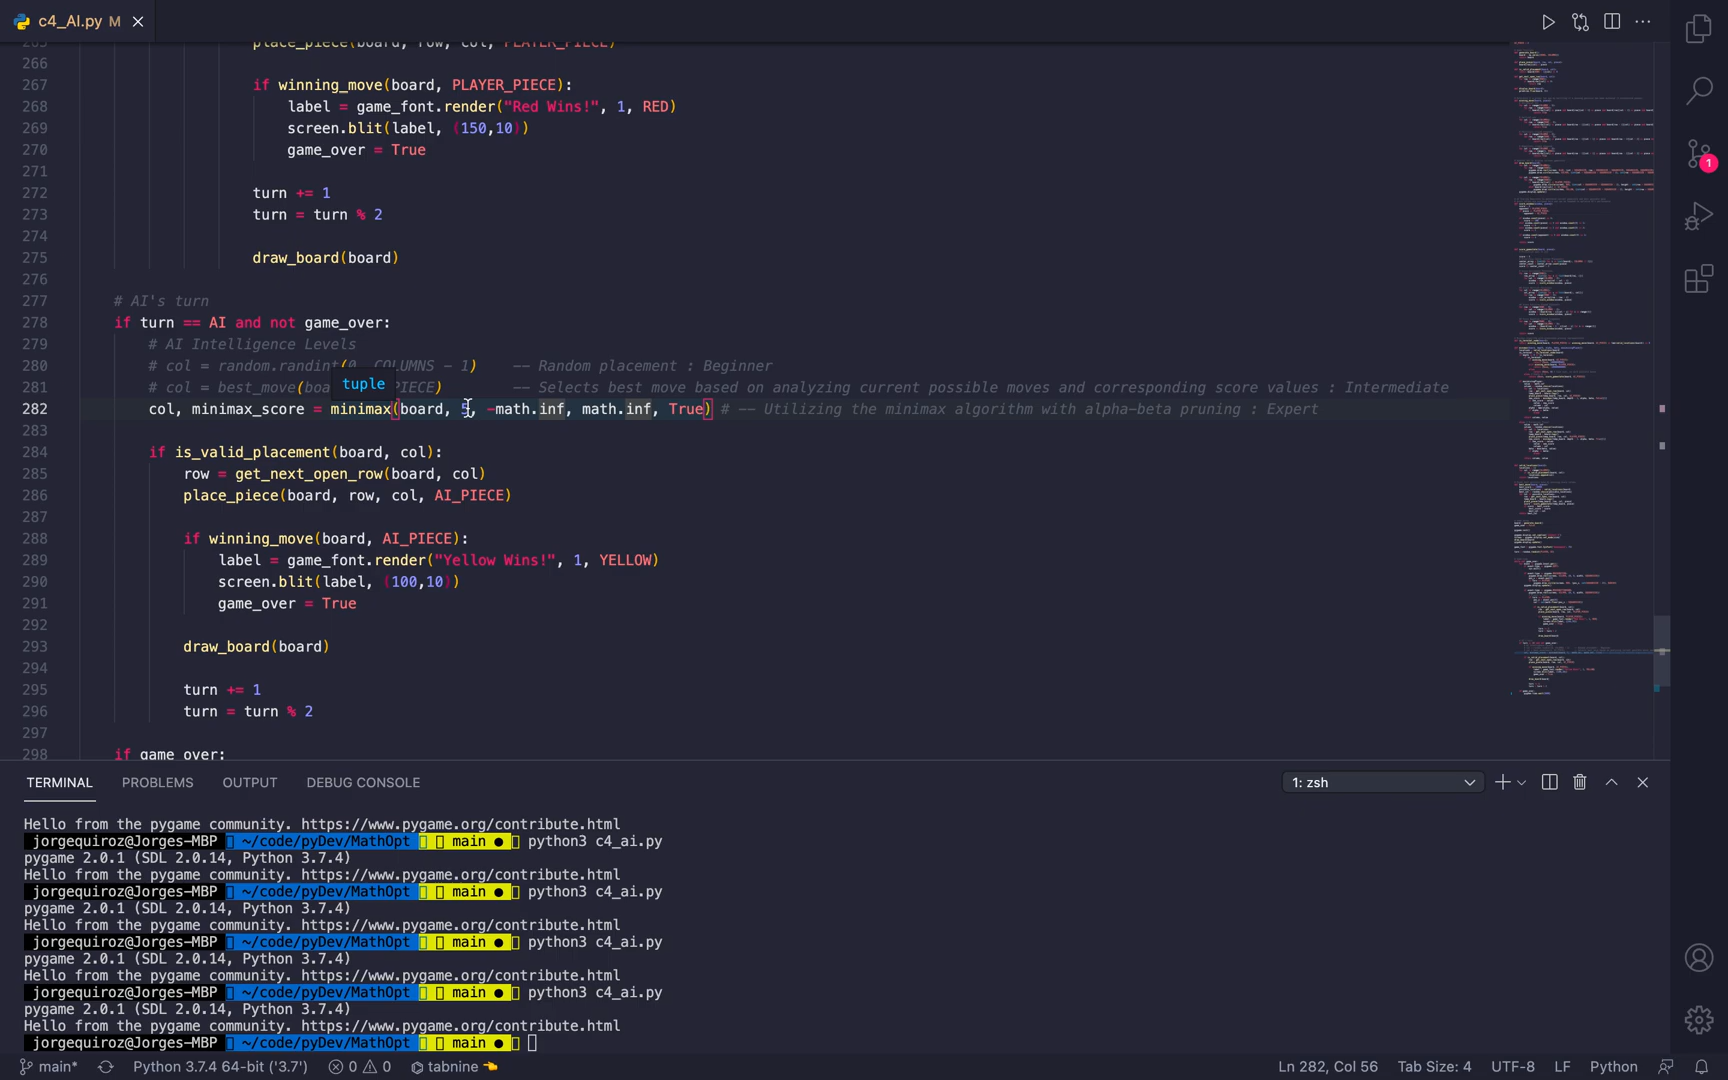 c4_AI.py M
265 place_piece(board, row, col, PLAYER_PIECE)
266
267 if winning_move(board, PLAYER_PIECE):
268 label = game_font.render("Red Wins!", 1, RED)
269 screen.blit(label, (150,10))
270 game_over = True
271
272 turn += 1
273 turn = turn % 2
274
275 draw_board(board)
276
277 # AI's turn
278 if turn == AI and not game_over:
279 # AI Intelligence Levels
280 # col = random.randint(0, COLUMNS - 1) -- Random placement : Beginner
tuple
281 # col = best_move(boa PIECE) -- Selects best move based on analyzing current possible moves and corresponding score values : Intermediate
282 col, minimax_score = minimax(board, 5, -math.inf, math.inf, True) # -- Utilizing the minimax algorithm with alpha-beta pruning : Expert
283
284 if is_valid_placement(board, col):
285 row = get_next_open_row(board, col)
286 place_piece(board, row, col, AI_PIECE)
287
288 if winning_move(board, AI_PIECE):
289 label = game_font.render("Yellow Wins!", 1, YELLOW)
290 screen.blit(label, (100,10))
291 game_over = True
292
293 draw_board(board)
294
295 turn += 1
296 turn = turn % 2
297
298 if game_over:
1
TERMINAL PROBLEMS OUTPUT DEBUG CONSOLE 1: zsh
Hello from the pygame community. https://www.pygame.org/contribute.html
jorgequiroz@Jorges-MBP ~/code/pyDev/MathOpt main ● python3 c4_ai.py
pygame 2.0.1 (SDL 2.0.14, Python 3.7.4)
Hello from the pygame community. https://www.pygame.org/contribute.html
jorgequiroz@Jorges-MBP ~/code/pyDev/MathOpt main ● python3 c4_ai.py
pygame 2.0.1 (SDL 2.0.14, Python 3.7.4)
Hello from the pygame community. https://www.pygame.org/contribute.html
jorgequiroz@Jorges-MBP ~/code/pyDev/MathOpt main ● python3 c4_ai.py
pygame 2.0.1 (SDL 2.0.14, Python 3.7.4)
Hello from the pygame community. https://www.pygame.org/contribute.html
jorgequiroz@Jorges-MBP ~/code/pyDev/MathOpt main ● python3 c4_ai.py
pygame 2.0.1 (SDL 2.0.14, Python 3.7.4)
Hello from the pygame community. https://www.pygame.org/contribute.html
jorgequiroz@Jorges-MBP ~/code/pyDev/MathOpt main ●
main* Python 3.7.4 64-bit ('3.7') 0 0 tabnine Ln 282, Col 56 Tab Size: 4 UTF-8 LF Python